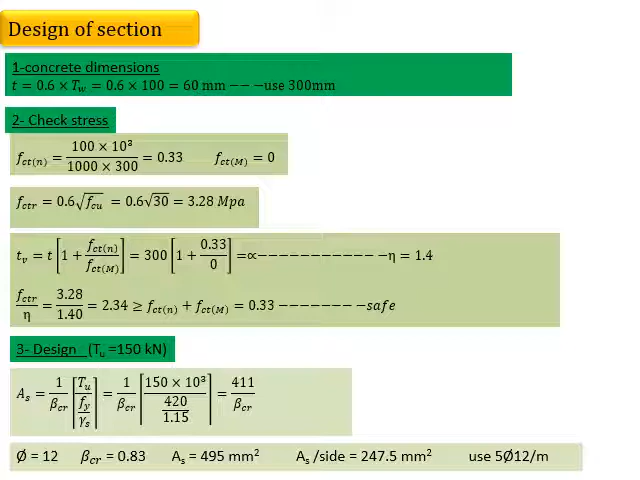 Design of section
1-concrete dimensions
t = 0.6 × T_w = 0.6 × 100 = 60 mm − − −use 300mm
2- Check stress
f_ct(n) = (100 × 10³)/(1000 × 300) = 0.33 f_ct(M) = 0
f_ctr = 0.6√f_cu = 0.6√30 = 3.28 Mpa
t_v = t [1 + f_ct(n)/f_ct(M)] = 300 [1 + 0.33/0] =∝−−−−−−−−−−−− −η = 1.4
f_ctr/η = 3.28/1.40 = 2.34 ≥ f_ct(n) + f_ct(M) = 0.33 −−−−−−− −safe
3- Design (T_u =150 kN)
A_s = 1/β_cr [T_u/(f_y/γ_s)] = 1/β_cr [150 × 10³/(420/1.15)] = 411/β_cr
Ø = 12 β_cr = 0.83 A_s = 495 mm² A_s /side = 247.5 mm² use 5Ø12/m